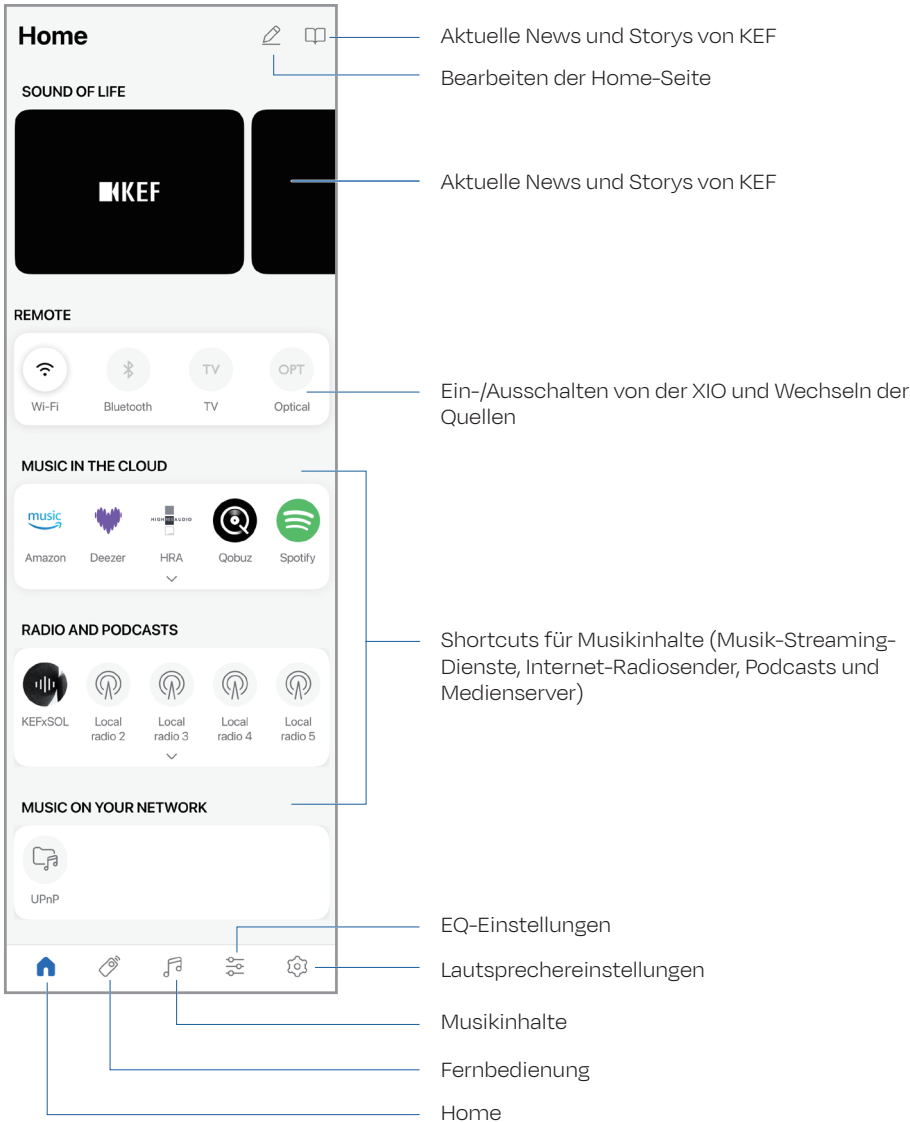 Home
Aktuelle News und Storys von KEF
Bearbeiten der Home-Seite
SOUND OF LIFE
KEF
Aktuelle News und Storys von KEF
REMOTE
TV
OPT
Wi-Fi
Bluetooth
TV
Optical
Ein-/Ausschalten von der XIO und Wechseln der
Quellen
MUSIC IN THE CLOUD
music
HIGHRESAUDIO
Amazon
Deezer
HRA
Qobuz
Spotify
RADIO AND PODCASTS
Shortcuts für Musikinhalte (Musik-Streaming-
Dienste, Internet-Radiosender, Podcasts und
Medienserver)
KEFxSOL
Local
radio 2
Local
radio 3
Local
radio 4
Local
radio 5
MUSIC ON YOUR NETWORK
UPnP
EQ-Einstellungen
Lautsprechereinstellungen
Musikinhalte
Fernbedienung
Home